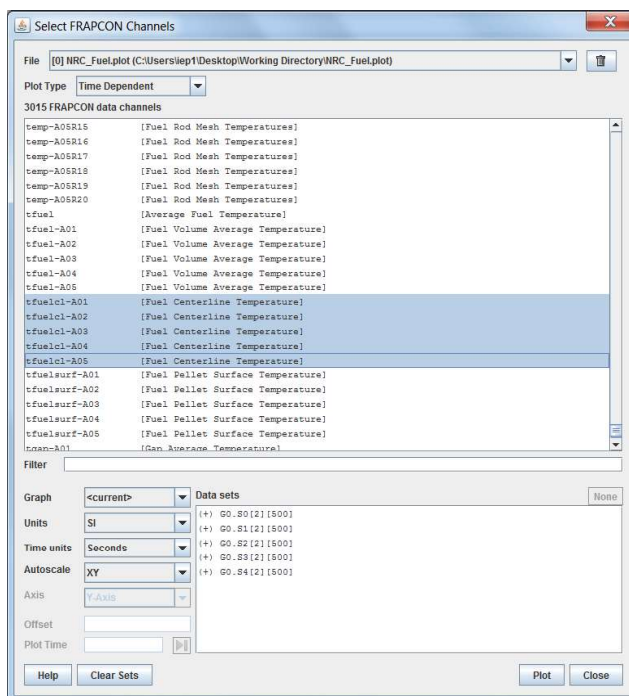 Select FRAPCON Channels
File [0] NRC_Fuel.plot (C:\Users\iep1\Desktop\Working Directory\NRC_Fuel.plot)
Plot Type Time Dependent
3015 FRAPCON data channels
temp-A05R15 [Fuel Rod Mesh Temperatures]
temp-A05R16 [Fuel Rod Mesh Temperatures]
temp-A05R17 [Fuel Rod Mesh Temperatures]
temp-A05R18 [Fuel Rod Mesh Temperatures]
temp-A05R19 [Fuel Rod Mesh Temperatures]
temp-A05R20 [Fuel Rod Mesh Temperatures]
tfuel [Average Fuel Temperature]
tfuel-A01 [Fuel Volume Average Temperature]
tfuel-A02 [Fuel Volume Average Temperature]
tfuel-A03 [Fuel Volume Average Temperature]
tfuel-A04 [Fuel Volume Average Temperature]
tfuel-A05 [Fuel Volume Average Temperature]
tfuelcl-A01 [Fuel Centerline Temperature]
tfuelcl-A02 [Fuel Centerline Temperature]
tfuelcl-A03 [Fuel Centerline Temperature]
tfuelcl-A04 [Fuel Centerline Temperature]
tfuelcl-A05 [Fuel Centerline Temperature]
tfuelsurf-A01 [Fuel Pellet Surface Temperature]
tfuelsurf-A02 [Fuel Pellet Surface Temperature]
tfuelsurf-A03 [Fuel Pellet Surface Temperature]
tfuelsurf-A04 [Fuel Pellet Surface Temperature]
tfuelsurf-A05 [Fuel Pellet Surface Temperature]
tgap-A01 [Gap Average Temperature]
Filter
Graph <current>
Units SI
Time units Seconds
Autoscale XY
Axis Y-Axis
Offset
Plot Time
Data sets None
(+) G0.S0[2][500]
(+) G0.S1[2][500]
(+) G0.S2[2][500]
(+) G0.S3[2][500]
(+) G0.S4[2][500]
Help Clear Sets Plot Close